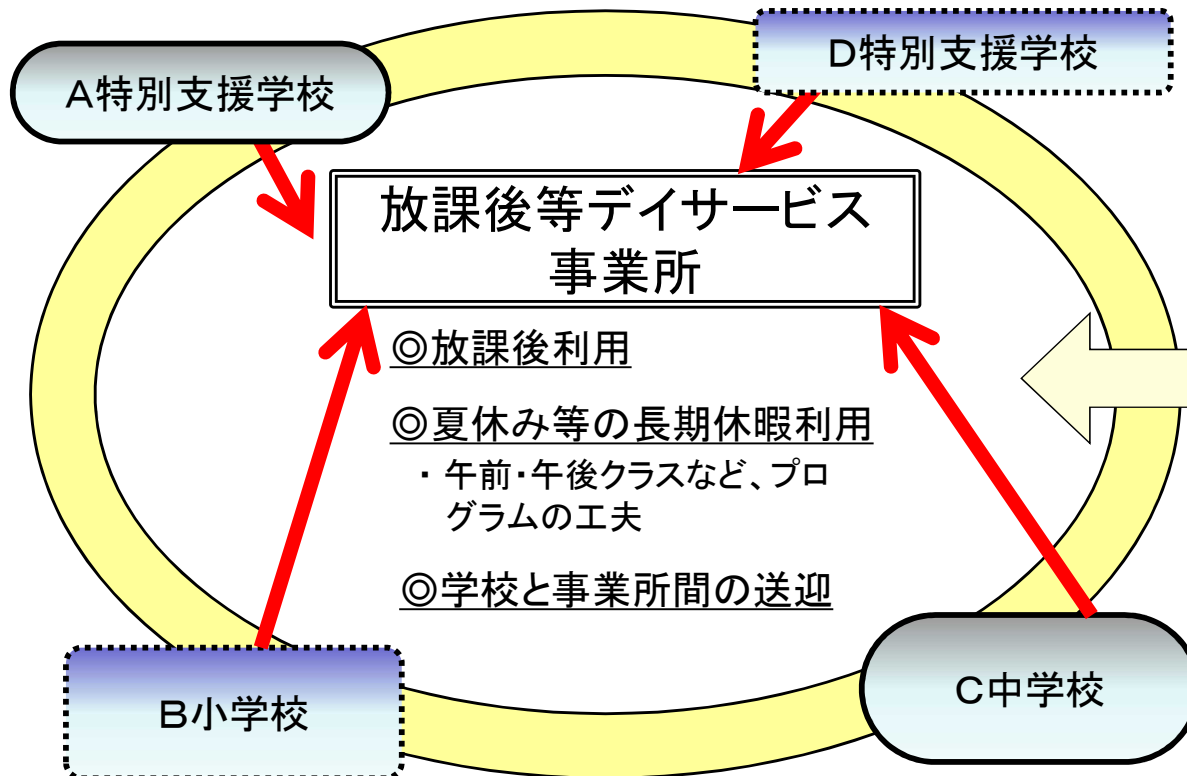 A特別支援学校
D特別支援学校
放課後等デイサービス
事業所
◎放課後利用
◎夏休み等の長期休暇利用
・ 午前・午後クラスなど、プロ
グラムの工夫
◎学校と事業所間の送迎
B小学校
C中学校